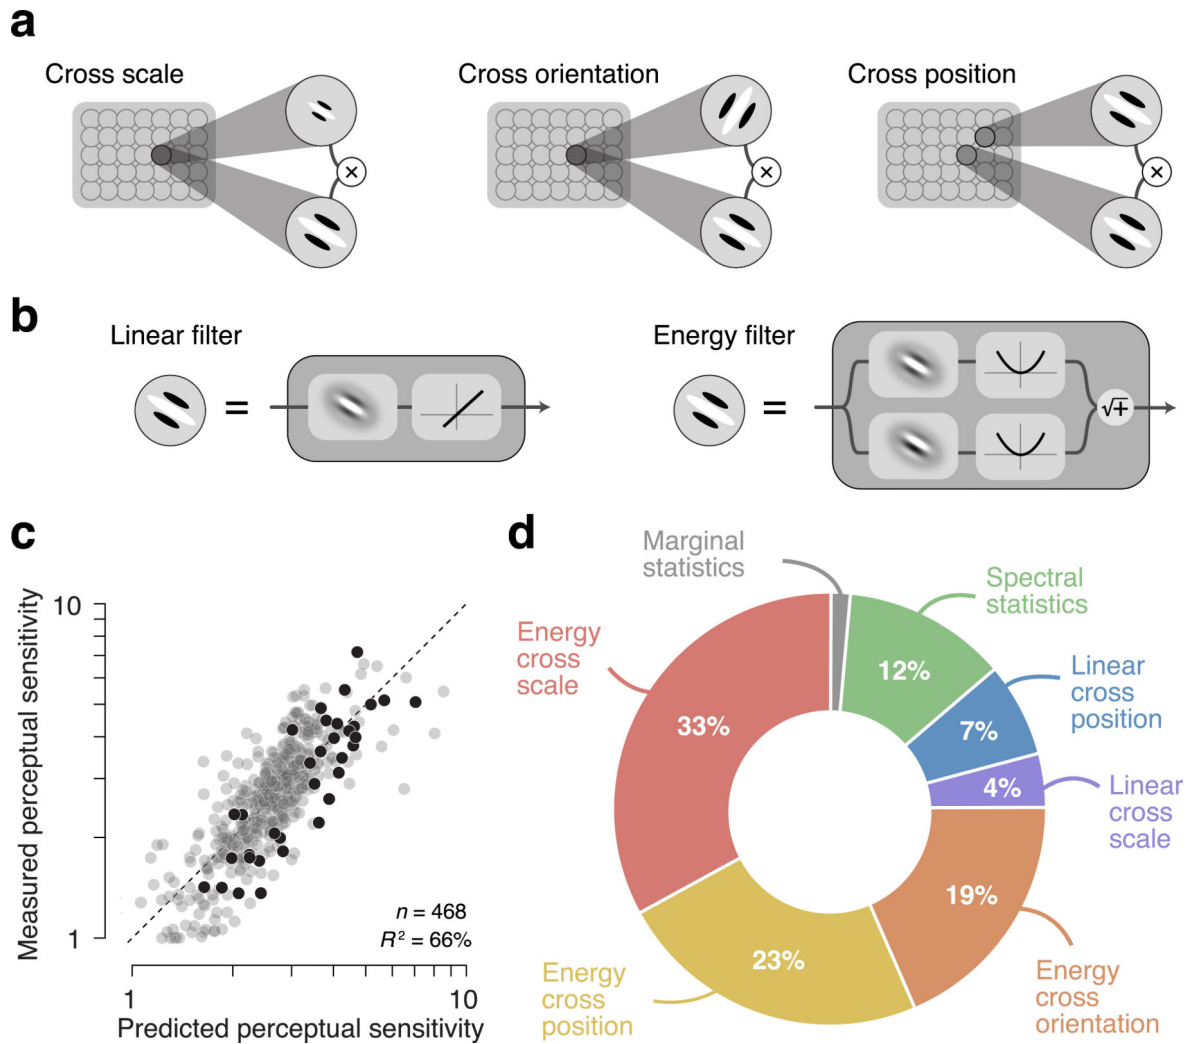 a
Cross scale
Cross orientation
Cross position
×
×
×
b
Linear filter
=
Energy filter
=
√+
c
Measured perceptual sensitivity
10
1
n = 468
R² = 66%
1
10
Predicted perceptual sensitivity
d
Marginal
statistics
Spectral
statistics
12%
Linear
cross
position
7%
Linear
cross
scale
4%
Energy
cross
orientation
19%
Energy
cross
position
23%
Energy
cross
scale
33%